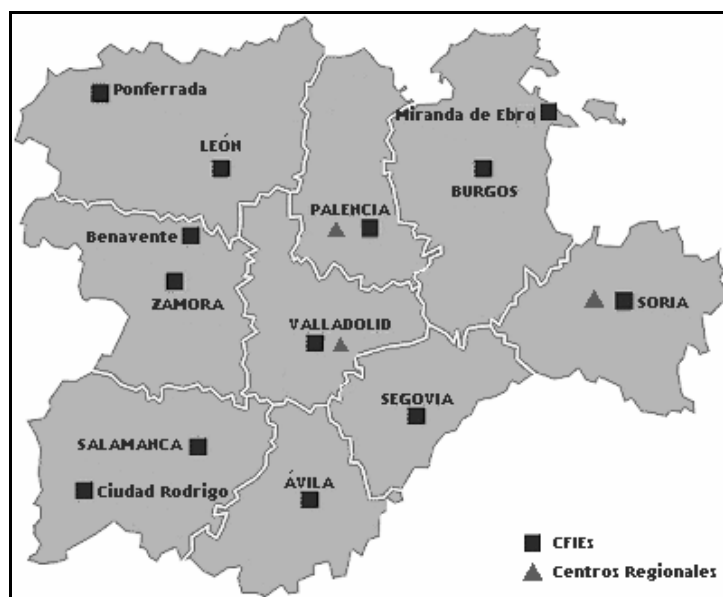 Ponferrada
Miranda de Ebro
LEÓN
BURGOS
PALENCIA
Benavente
ZAMORA
SORIA
VALLADOLID
SEGOVIA
SALAMANCA
Ciudad Rodrigo
ÁVILA
CFIEs
Centros Regionales